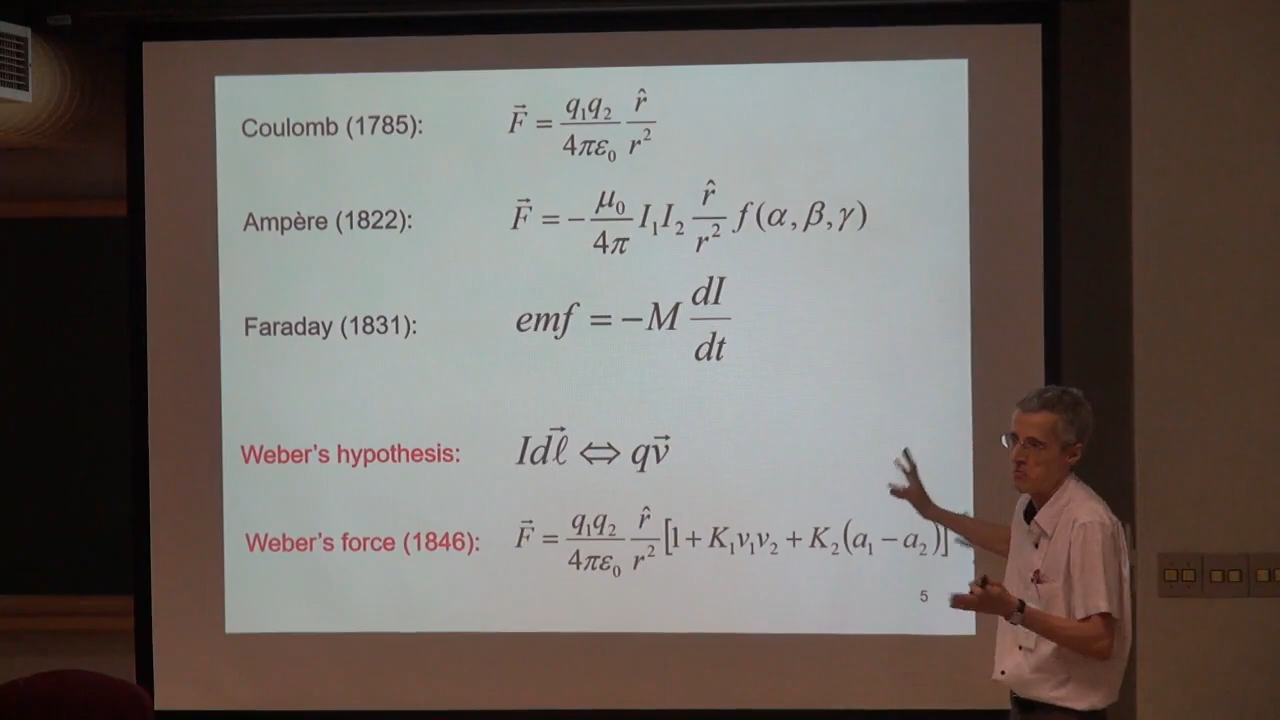 Coulomb (1785): F⃗ = q₁q₂/4πε₀ r̂/r²
Ampère (1822): F⃗ = −μ₀/4π I₁I₂ r̂/r² f(α, β, γ)
Faraday (1831): emf = −M dI/dt
Weber's hypothesis: Idℓ⃗ ⇔ qv⃗
Weber's force (1846): F⃗ = q₁q₂/4πε₀ r̂/r² [1 + K₁v₁v₂ + K₂(a₁ − a₂)]
5